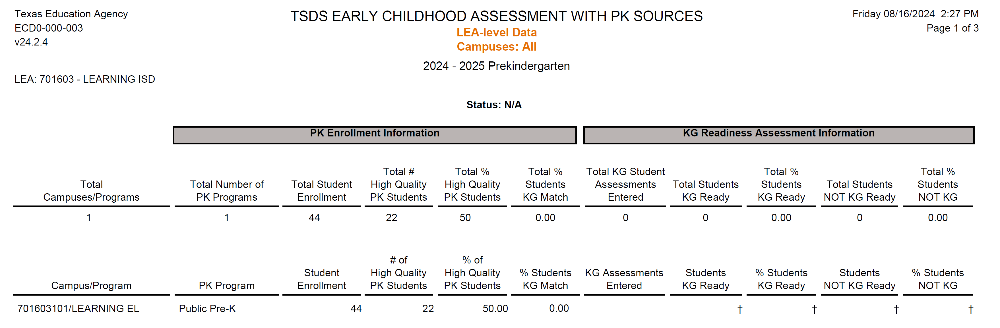 Texas Education Agency
ECD0-000-003
v24.2.4
TSDS EARLY CHILDHOOD ASSESSMENT WITH PK SOURCES
LEA-level Data
Campuses: All
2024 - 2025 Prekindergarten
Friday 08/16/2024 2:27 PM
Page 1 of 3
LEA: 701603 - LEARNING ISD
Status: N/A
PK Enrollment Information
KG Readiness Assessment Information
Total
Campuses/Programs
Total Number of
PK Programs
Total Student
Enrollment
Total #
High Quality
PK Students
Total %
High Quality
PK Students
Total %
Students
KG Match
Total KG Student
Assessments
Entered
Total Students
KG Ready
Total %
Students
KG Ready
Total Students
NOT KG Ready
Total %
Students
NOT KG
1 1 44 22 50 0.00 0 0 0.00 0 0.00
Campus/Program
PK Program
Student
Enrollment
# of
High Quality
PK Students
% of
High Quality
PK Students
% Students
KG Match
KG Assessments
Entered
Students
KG Ready
% Students
KG Ready
Students
NOT KG Ready
% Students
NOT KG
701603101/LEARNING EL Public Pre-K 44 22 50.00 0.00 † † † †